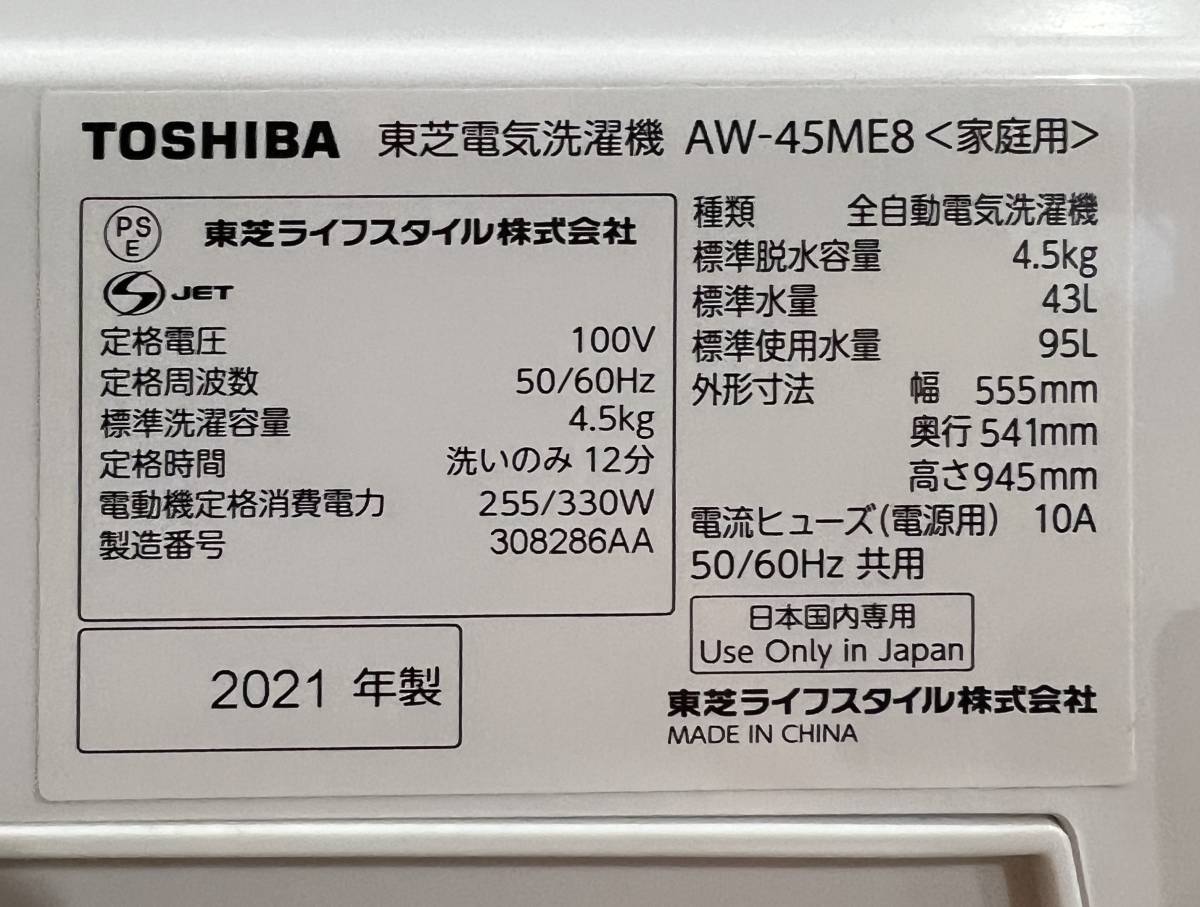 TOSHIBA 東芝電気洗濯機 AW-45ME8<家庭用>
PS
E
東芝ライフスタイル株式会社
JET
定格電圧 100V
定格周波数 50/60Hz
標準洗濯容量 4.5kg
定格時間 洗いのみ 12分
電動機定格消費電力 255/330W
製造番号 308286AA
2021 年製
種類 全自動電気洗濯機
標準脱水容量 4.5kg
標準水量 43L
標準使用水量 95L
外形寸法 幅 555mm
奥行 541mm
高さ 945mm
電流ヒューズ(電源用) 10A
50/60Hz 共用
日本国内専用
Use Only in Japan
東芝ライフスタイル株式会社
MADE IN CHINA